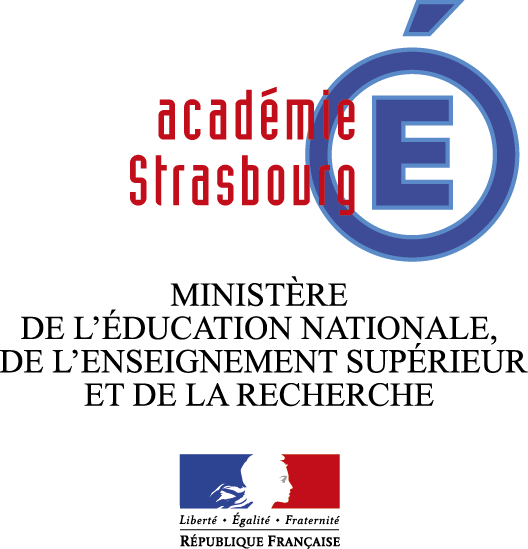 académie
Strasbourg
É
MINISTÈRE
DE L'ÉDUCATION NATIONALE,
DE L'ENSEIGNEMENT SUPÉRIEUR
ET DE LA RECHERCHE
Liberté • Égalité • Fraternité
RÉPUBLIQUE FRANÇAISE